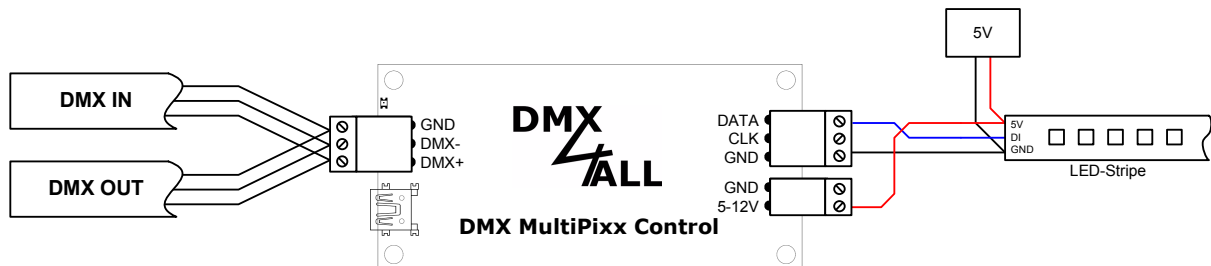 5V
DMX IN
DMX OUT
GND
DMX-
DMX+
DMX
4ALL
DMX MultiPixx Control
DATA
CLK
GND
GND
5-12V
5V
DI
GND
LED-Stripe